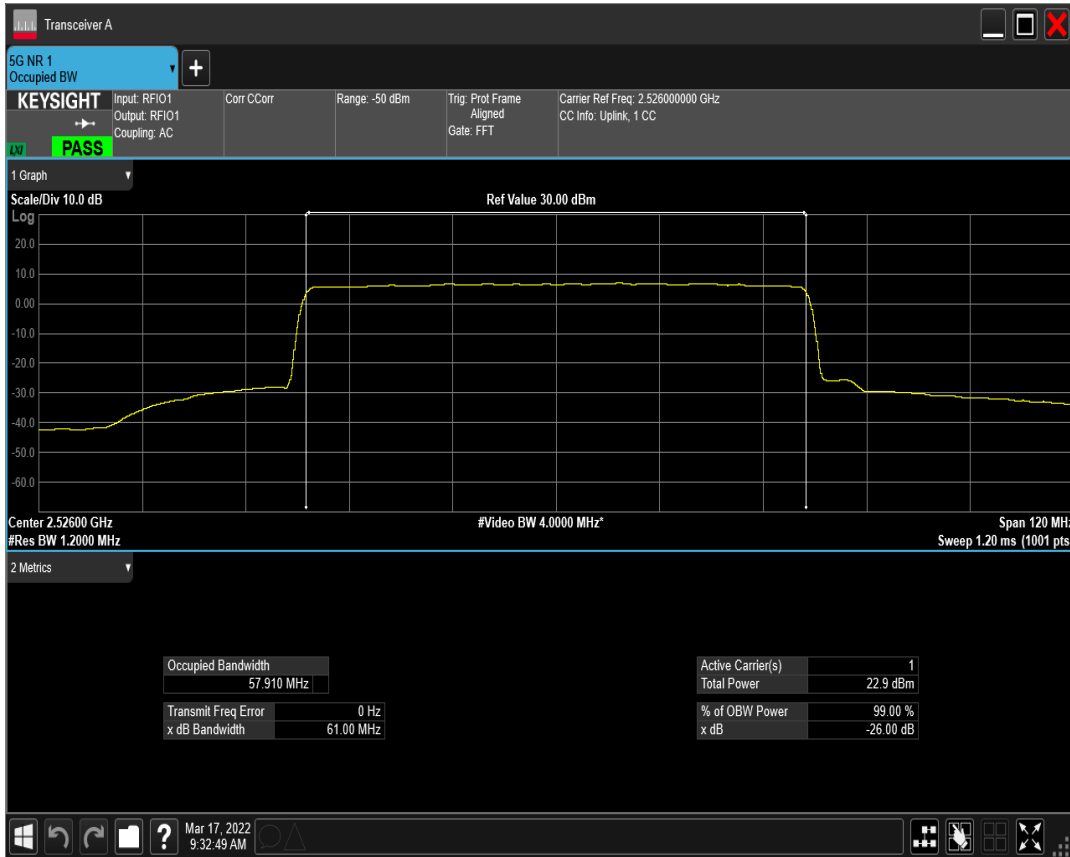 Transceiver A
5G NR 1
Occupied BW
KEYSIGHT
LXI
PASS
Input: RFIO1
Output: RFIO1
Coupling: AC
Corr CCorr
Range: -50 dBm
Trig: Prot Frame
Aligned
Gate: FFT
Carrier Ref Freq: 2.526000000 GHz
CC Info: Uplink, 1 CC
1 Graph
Scale/Div 10.0 dB
Ref Value 30.00 dBm
Log
20.0
10.0
0.00
-10.0
-20.0
-30.0
-40.0
-50.0
-60.0
Center 2.52600 GHz
#Video BW 4.0000 MHz*
Span 120 MHz
#Res BW 1.2000 MHz
Sweep 1.20 ms (1001 pts
2 Metrics
Occupied Bandwidth
57.910 MHz
Transmit Freq Error 0 Hz
x dB Bandwidth 61.00 MHz
Active Carrier(s) 1
Total Power 22.9 dBm
% of OBW Power 99.00 %
x dB -26.00 dB
?
Mar 17, 2022
9:32:49 AM